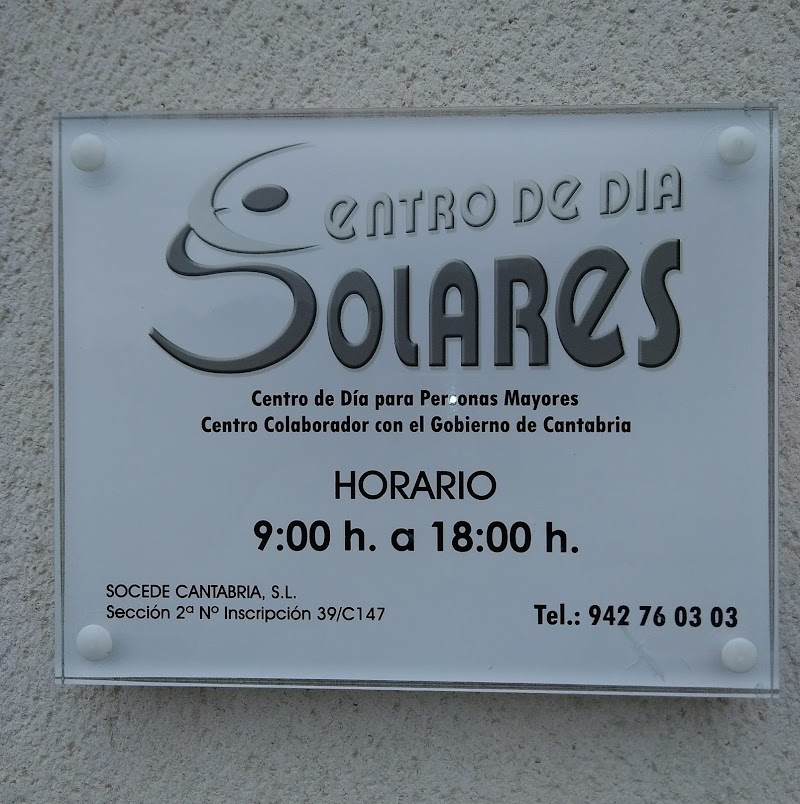 CENTRO DE DIA
SOLARES
Centro de Día para Personas Mayores
Centro Colaborador con el Gobierno de Cantabria
HORARIO
9:00 h. a 18:00 h.
SOCEDE CANTABRIA, S.L.
Sección 2ª Nº Inscripción 39/C147
Tel.: 942 76 03 03